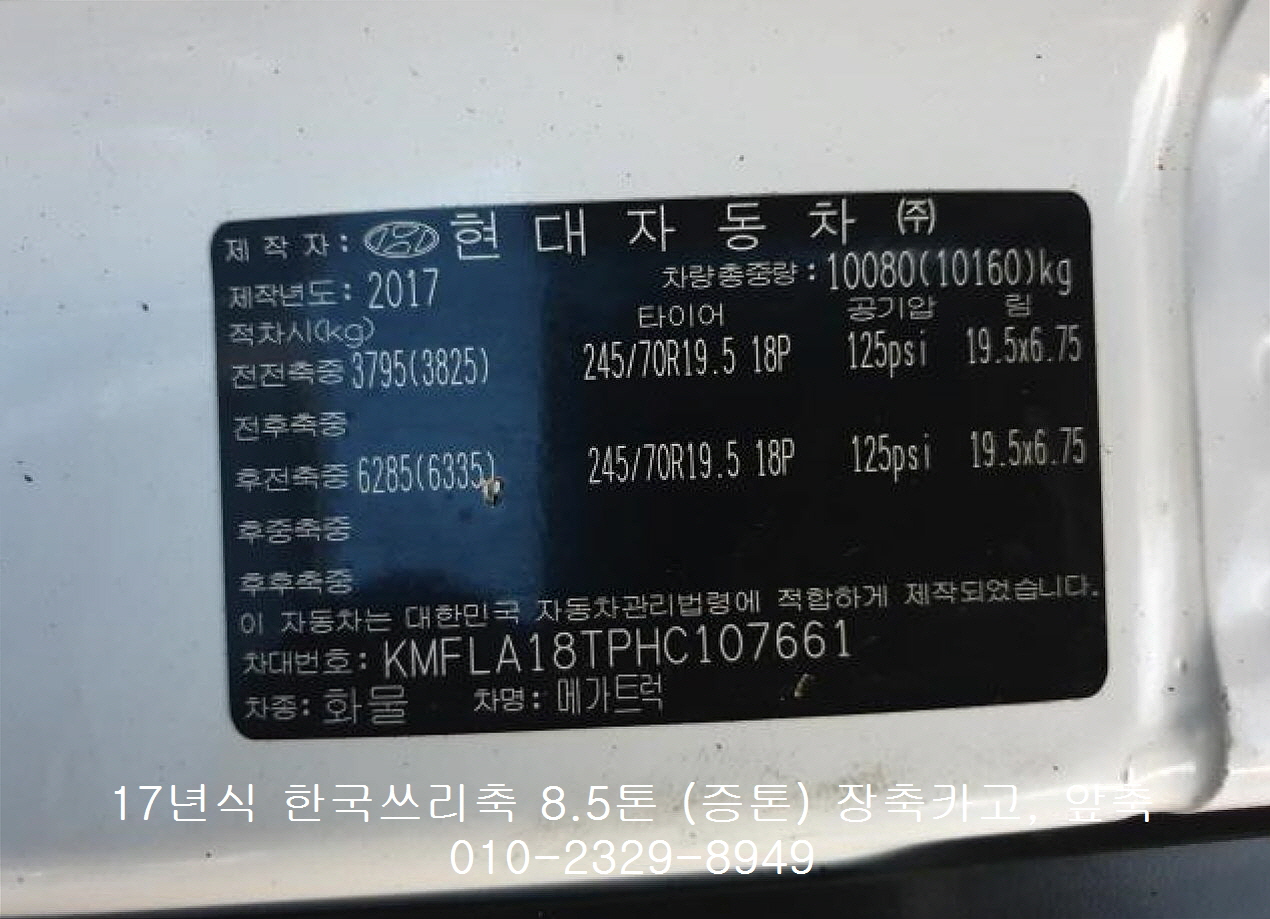 제 작 자 : 현 대 자 동 차 ㈜
제작년도 : 2017 차량총중량 : 10080(10160)kg
적차시(kg) 타이어 공기압 림
전전축중 3795(3825) 245/70R19.5 18P 125psi 19.5x6.75
전후축중
후전축중 6285(6335) 245/70R19.5 18P 125psi 19.5x6.75
후중축중
후후축중
이 자동차는 대한민국 자동차관리법령에 적합하게 제작되었습니다.
차대번호 : KMFLA18TPHC107661
차종: 화물 차명 : 메가트럭
17년식 한국쓰리축 8.5톤 (증톤) 장축카고, 앞축
010-2329-8949